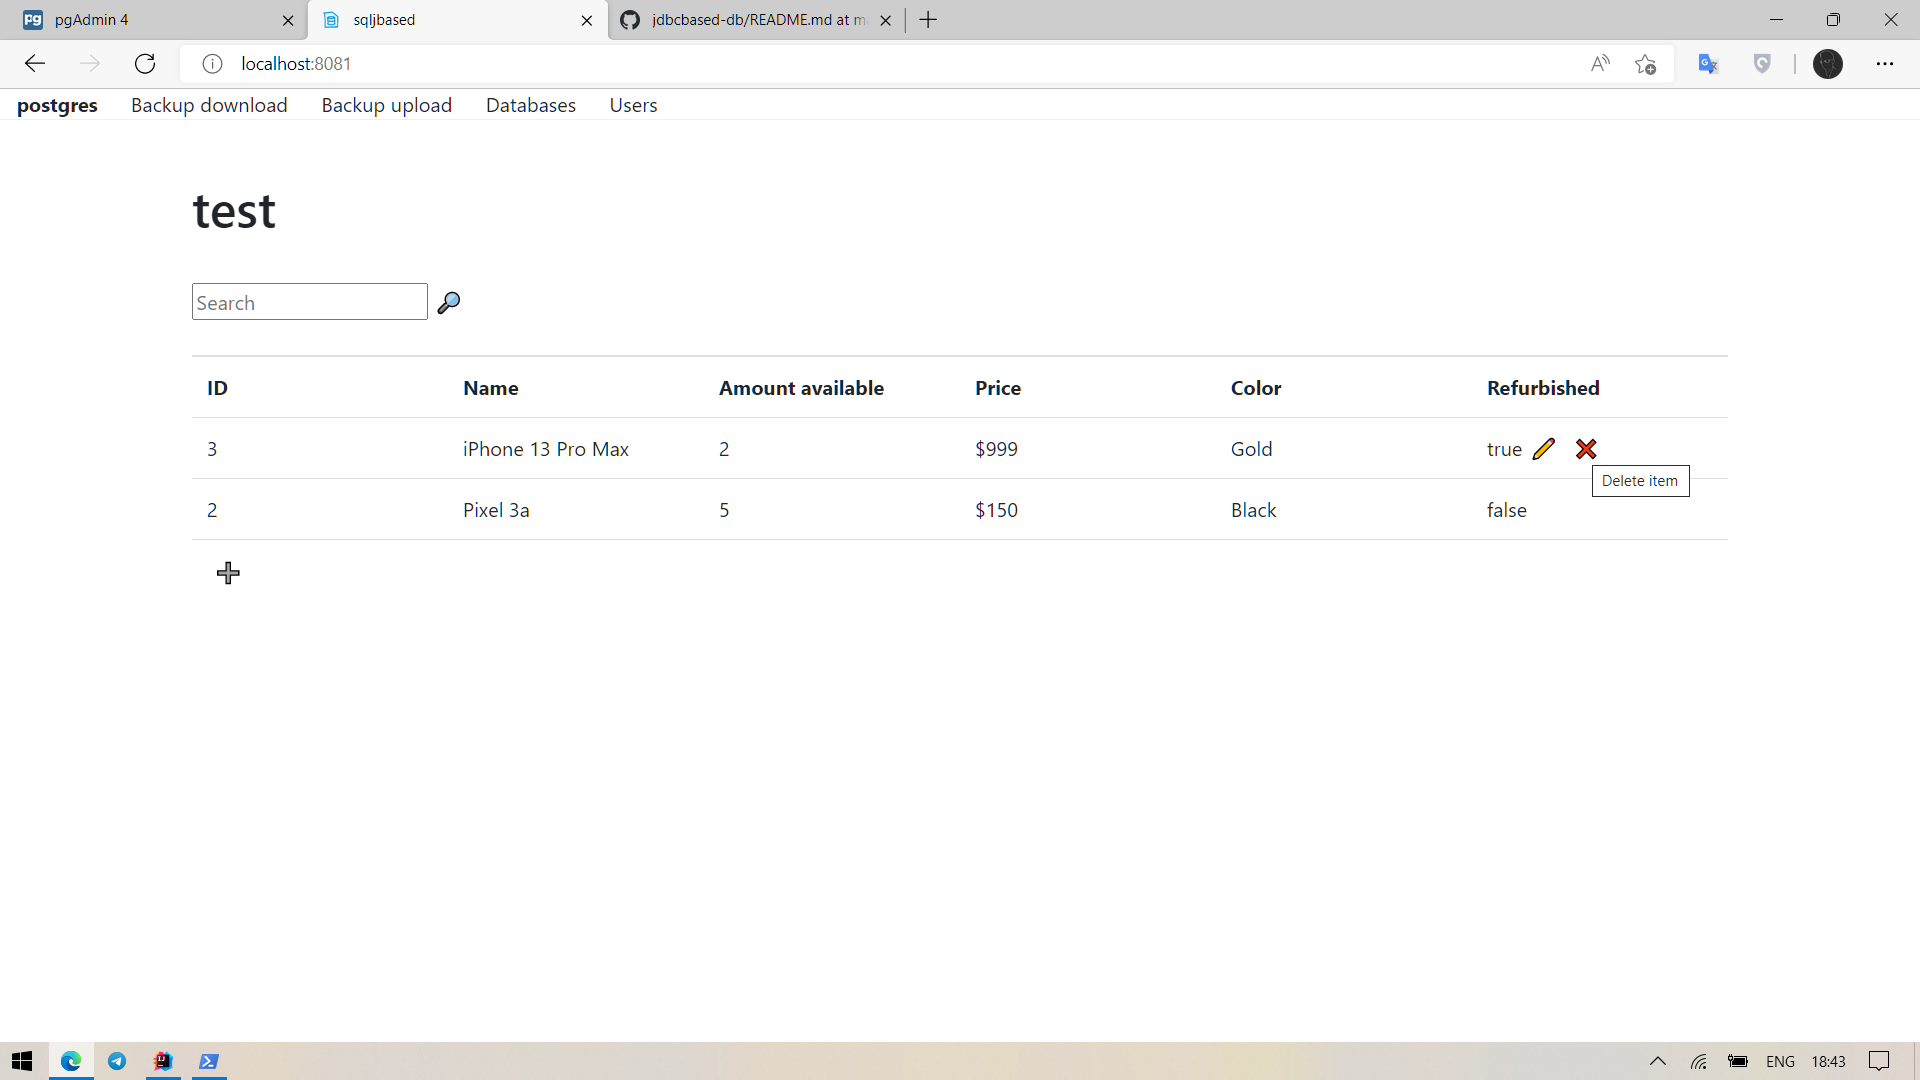 pgAdmin 4
sqljbased
jdbcbased-db/README.md at m
localhost:8081
postgres Backup download Backup upload Databases Users
test
Search
ID Name Amount available Price Color Refurbished
3 iPhone 13 Pro Max 2 $999 Gold true
Delete item
2 Pixel 3a 5 $150 Black false
ENG 18:43